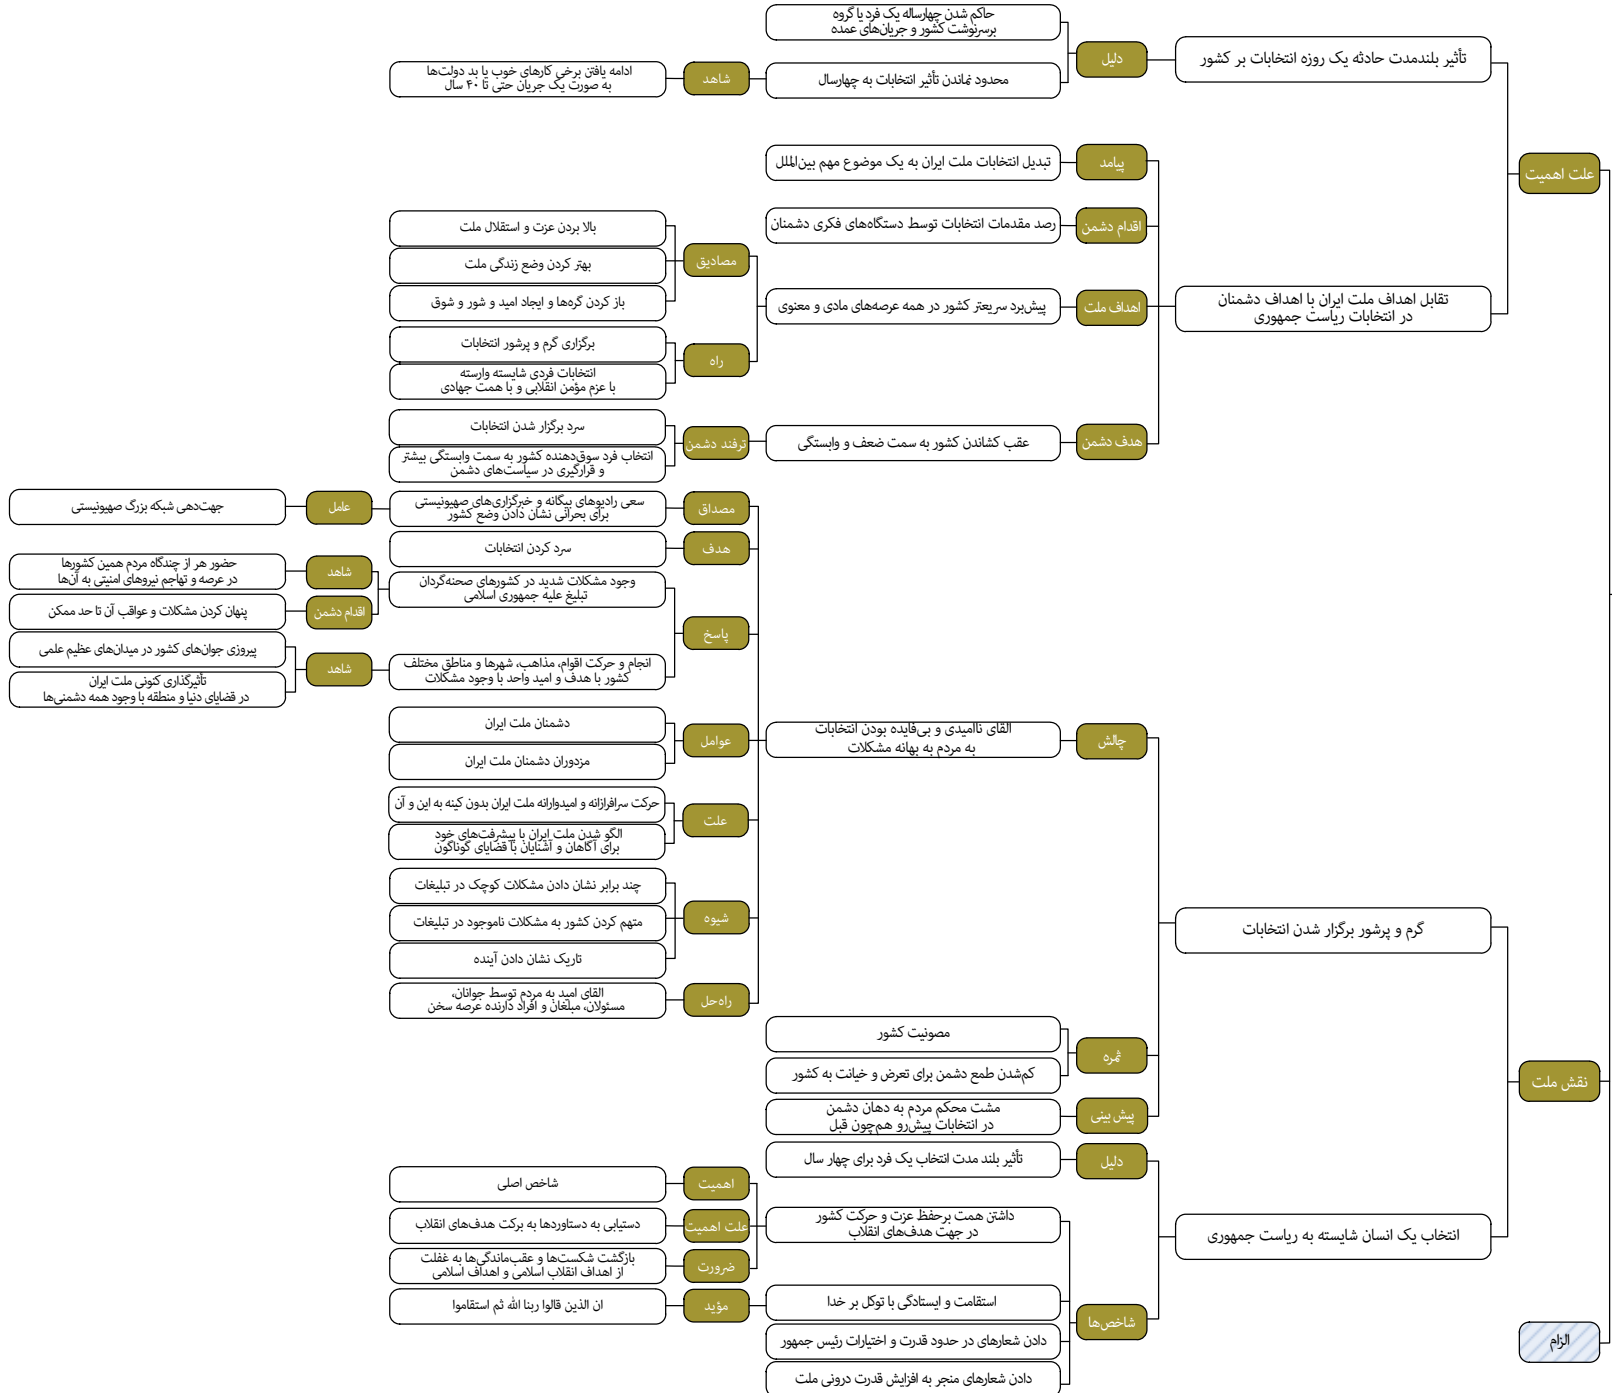 علت اهمیت
تأثیر بلندمدت حادثه یک روزه انتخابات بر کشور
دلیل
حاکم شدن چهارساله یک فرد یا گروه
برسرنوشت کشور و جریان‌های عمده
محدود نماندن تأثیر انتخابات به چهارسال
شاهد
ادامه یافتن برخی کارهای خوب یا بد دولت‌ها
به صورت یک جریان حتی تا ۴۰ سال
تقابل اهداف ملت ایران با اهداف دشمنان
در انتخابات ریاست جمهوری
پیامد
تبدیل انتخابات ملت ایران به یک موضوع مهم بین‌الملل
اقدام دشمن
رصد مقدمات انتخابات توسط دستگاه‌های فکری دشمنان
اهداف ملت
پیش‌برد سریعتر کشور در همه عرصه‌های مادی و معنوی
مصادیق
بالا بردن عزت و استقلال ملت
بهتر کردن وضع زندگی ملت
باز کردن گره‌ها و ایجاد امید و شور و شوق
راه
برگزاری گرم و پرشور انتخابات
انتخابات فردی شایسته وارسته
با عزم مؤمن انقلابی و با همت جهادی
هدف دشمن
عقب کشاندن کشور به سمت ضعف و وابستگی
ترفند دشمن
سرد برگزار شدن انتخابات
انتخاب فرد سوق‌دهنده کشور به سمت وابستگی بیشتر
و قرارگیری در سیاست‌های دشمن
نقش ملت
گرم و پرشور برگزار شدن انتخابات
چالش
القای ناامیدی و بی‌فایده بودن انتخابات
به مردم به بهانه مشکلات
مصداق
سعی رادیوهای بیگانه و خبرگزاری‌های صهیونیستی
برای بحرانی نشان دادن وضع کشور
عامل
جهت‌دهی شبکه بزرگ صهیونیستی
هدف
سرد کردن انتخابات
پاسخ
وجود مشکلات شدید در کشورهای صحنه‌گردان
تبلیغ علیه جمهوری اسلامی
شاهد
حضور هر از چندگاه مردم همین کشورها
در عرصه و تهاجم نیروهای امنیتی به آن‌ها
اقدام دشمن
پنهان کردن مشکلات و عواقب آن تا حد ممکن
انجام و حرکت اقوام، مذاهب، شهرها و مناطق مختلف
کشور با هدف و امید واحد با وجود مشکلات
شاهد
پیروزی جوان‌های کشور در میدان‌های عظیم علمی
تأثیرگذاری کنونی ملت ایران
در قضایای دنیا و منطقه با وجود همه دشمنی‌ها
عوامل
دشمنان ملت ایران
مزدوران دشمنان ملت ایران
علت
حرکت سرافرازانه و امیدوارانه ملت ایران بدون کینه به این و آن
الگو شدن ملت ایران با پیشرفت‌های خود
برای آگاهان و آشنایان با قضایای گوناگون
شیوه
چند برابر نشان دادن مشکلات کوچک در تبلیغات
متهم کردن کشور به مشکلات ناموجود در تبلیغات
تاریک نشان دادن آینده
راه‌حل
القای امید به مردم توسط جوانان،
مسئولان، مبلغان و افراد دارنده عرصه سخن
ثمره
مصونیت کشور
کم‌شدن طمع دشمن برای تعرض و خیانت به کشور
پیش‌بینی
مشت محکم مردم به دهان دشمن
در انتخابات پیش‌رو هم‌چون قبل
انتخاب یک انسان شایسته به ریاست جمهوری
دلیل
تأثیر بلند مدت انتخاب یک فرد برای چهار سال
شاخص‌ها
داشتن همت برحفظ عزت و حرکت کشور
در جهت هدف‌های انقلاب
اهمیت
شاخص اصلی
علت اهمیت
دستیابی به دستاوردها به برکت هدف‌های انقلاب
ضرورت
بازگشت شکست‌ها و عقب‌ماندگی‌ها به غفلت
از اهداف انقلاب اسلامی و اهداف اسلامی
استقامت و ایستادگی با توکل بر خدا
مؤید
ان الذین قالوا ربنا الله ثم استقاموا
دادن شعارهای در حدود قدرت و اختیارات رئیس جمهور
دادن شعارهای منجر به افزایش قدرت درونی ملت
الزام